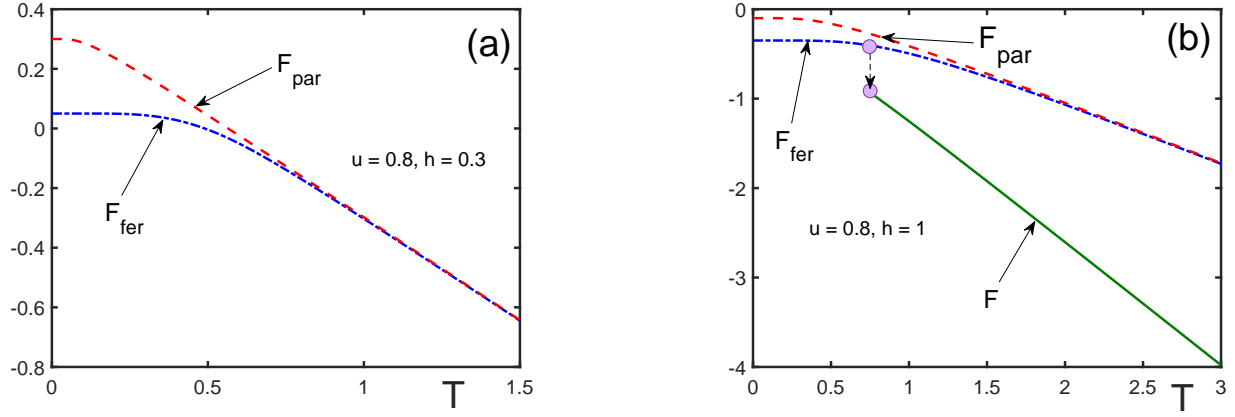 0.4
0.2
0
-0.2
-0.4
-0.6
-0.8
0
0.5
1
1.5
T
(a)
F_par
F_fer
u = 0.8, h = 0.3
0
-1
-2
-3
-4
0
0.5
1
1.5
2
2.5
3
T
(b)
F_par
F_fer
u = 0.8, h = 1
F